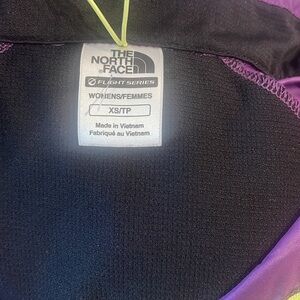 THE
NORTH
FACE
FLIGHT SERIES
WOMENS/FEMMES
XS/TP
Made in Vietnam
Fabriqué au Vietnam